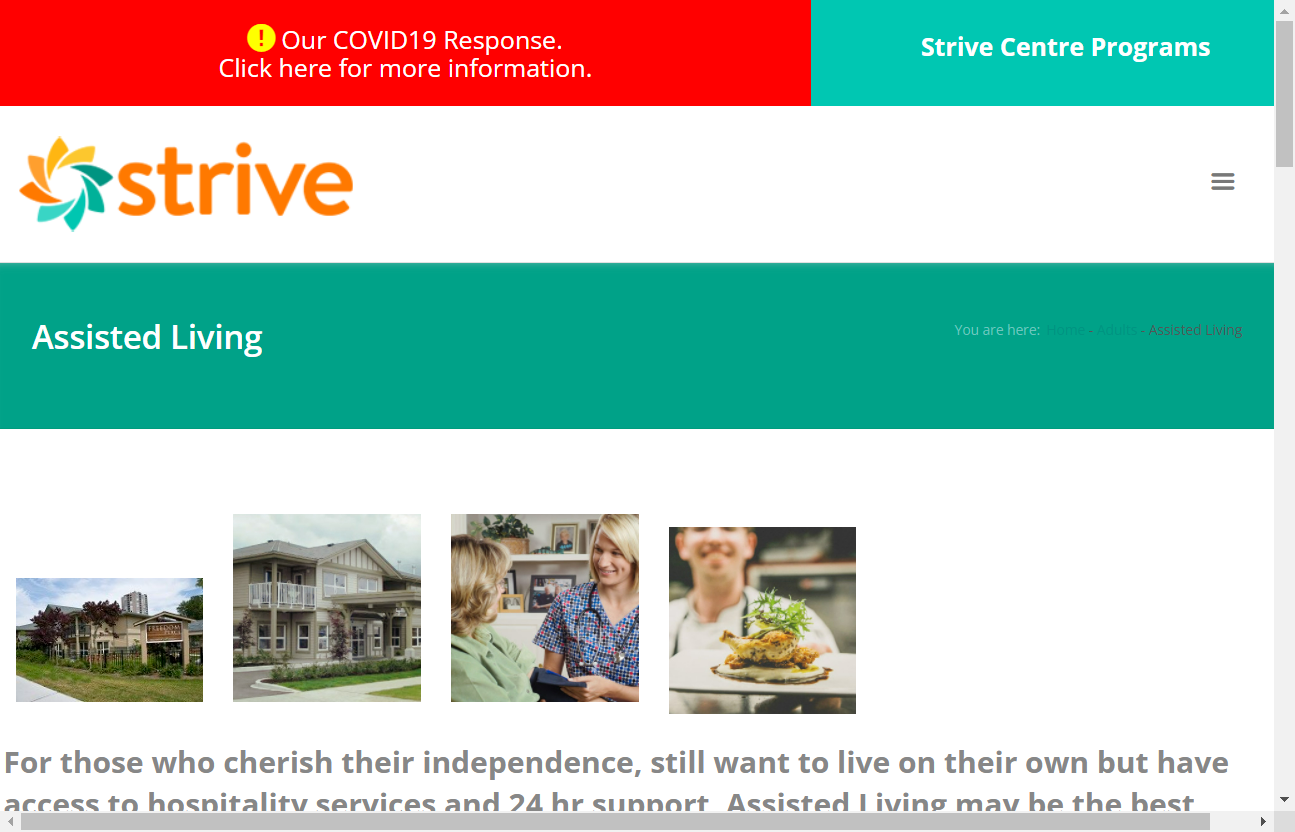 Our COVID19 Response.
Click here for more information.
Strive Centre Programs
strive
Assisted Living
You are here: Home - Adults - Assisted Living
FREEDOM
PLACE
For those who cherish their independence, still want to live on their own but have
access to hospitality services and 24 hr support, Assisted Living may be the best